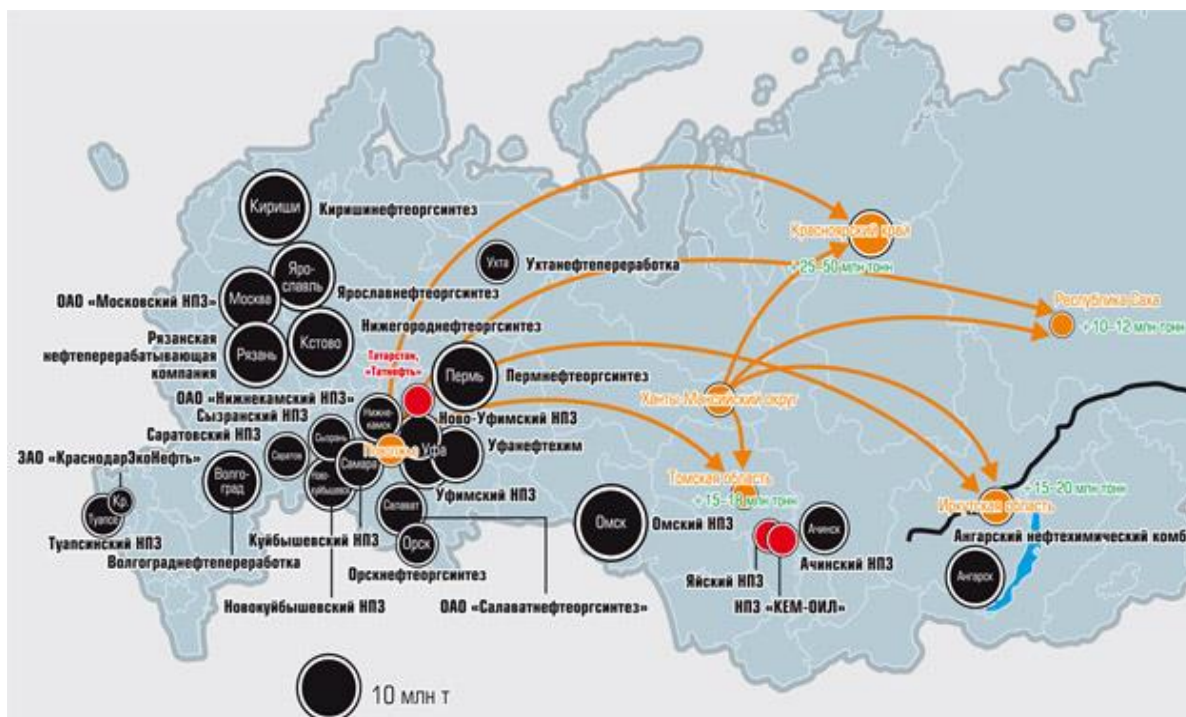 Кириши
Киришинефтеоргсинтез
Яро-
славль
Ухта
Ухтанефтепереработка
Красноярский край
+25–50 млн тонн
ОАО «Московский НПЗ»
Москва
Ярославнефтеоргсинтез
Республика Саха
+10–12 млн тонн
Рязанская
нефтеперерабатывающая
компания
Рязань
Кстово
Нижегороднефтеоргсинтез
Татарстан,
«Татнефть»
Пермь
Пермнефтеоргсинтез
ОАО «Нижнекамский НПЗ»
Нижне-
камск
Ново-Уфимский НПЗ
Ханты-Мансийский округ
Сызранский НПЗ
Сызрань
Саратовский НПЗ
Саратов
Поволжье
Уфа
Уфанефтехим
ЗАО «КраснодарЭкоНефть»
Кр.
Туапсе
Туапсинский НПЗ
Волго-
град
Ново-
куйбышевск
Самара
Уфимский НПЗ
Томская область
+15–18 млн тонн
+15–20 млн тонн
Иркутская область
Салават
Омск
Омский НПЗ
Ачинск
Куйбышевский НПЗ
Орск
Ангарский нефтехимический комб
Волгограднефтепереработка
Орскнефтеоргсинтез
Яйский НПЗ
Ачинский НПЗ
Ангарск
Новокуйбышевский НПЗ
ОАО «Салаватнефтеоргсинтез»
НПЗ «КЕМ-ОИЛ»
10 млн т